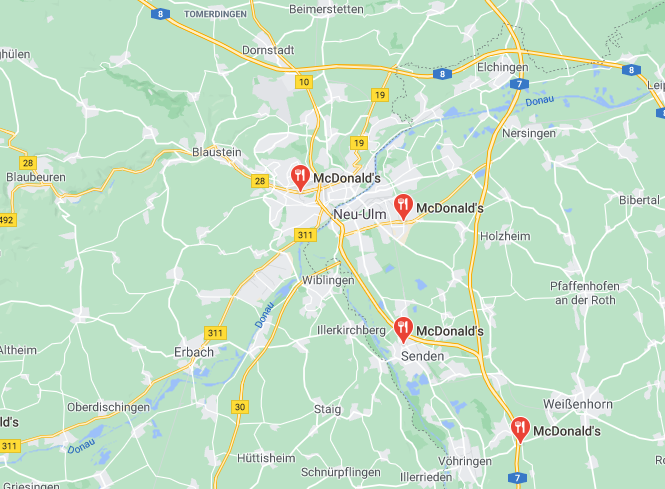 Beimerstetten
8
TOMERDINGEN
Dornstadt
Elchingen
8
8
10
7
19
Donau
Nersingen
19
Blaustein
28
Blaubeuren
28
McDonald's
Bibertal
492
Neu-Ulm
McDonald's
311
Holzheim
Wiblingen
Pfaffenhofen
an der Roth
Donau
Illerkirchberg
McDonald's
311
Erbach
Senden
Altheim
Oberdischingen
30
Staig
Weißenhorn
ld's
McDonald's
311
Donau
Hüttisheim
Vöhringen
Schnürpflingen
Illerrieden
7
Griesingen